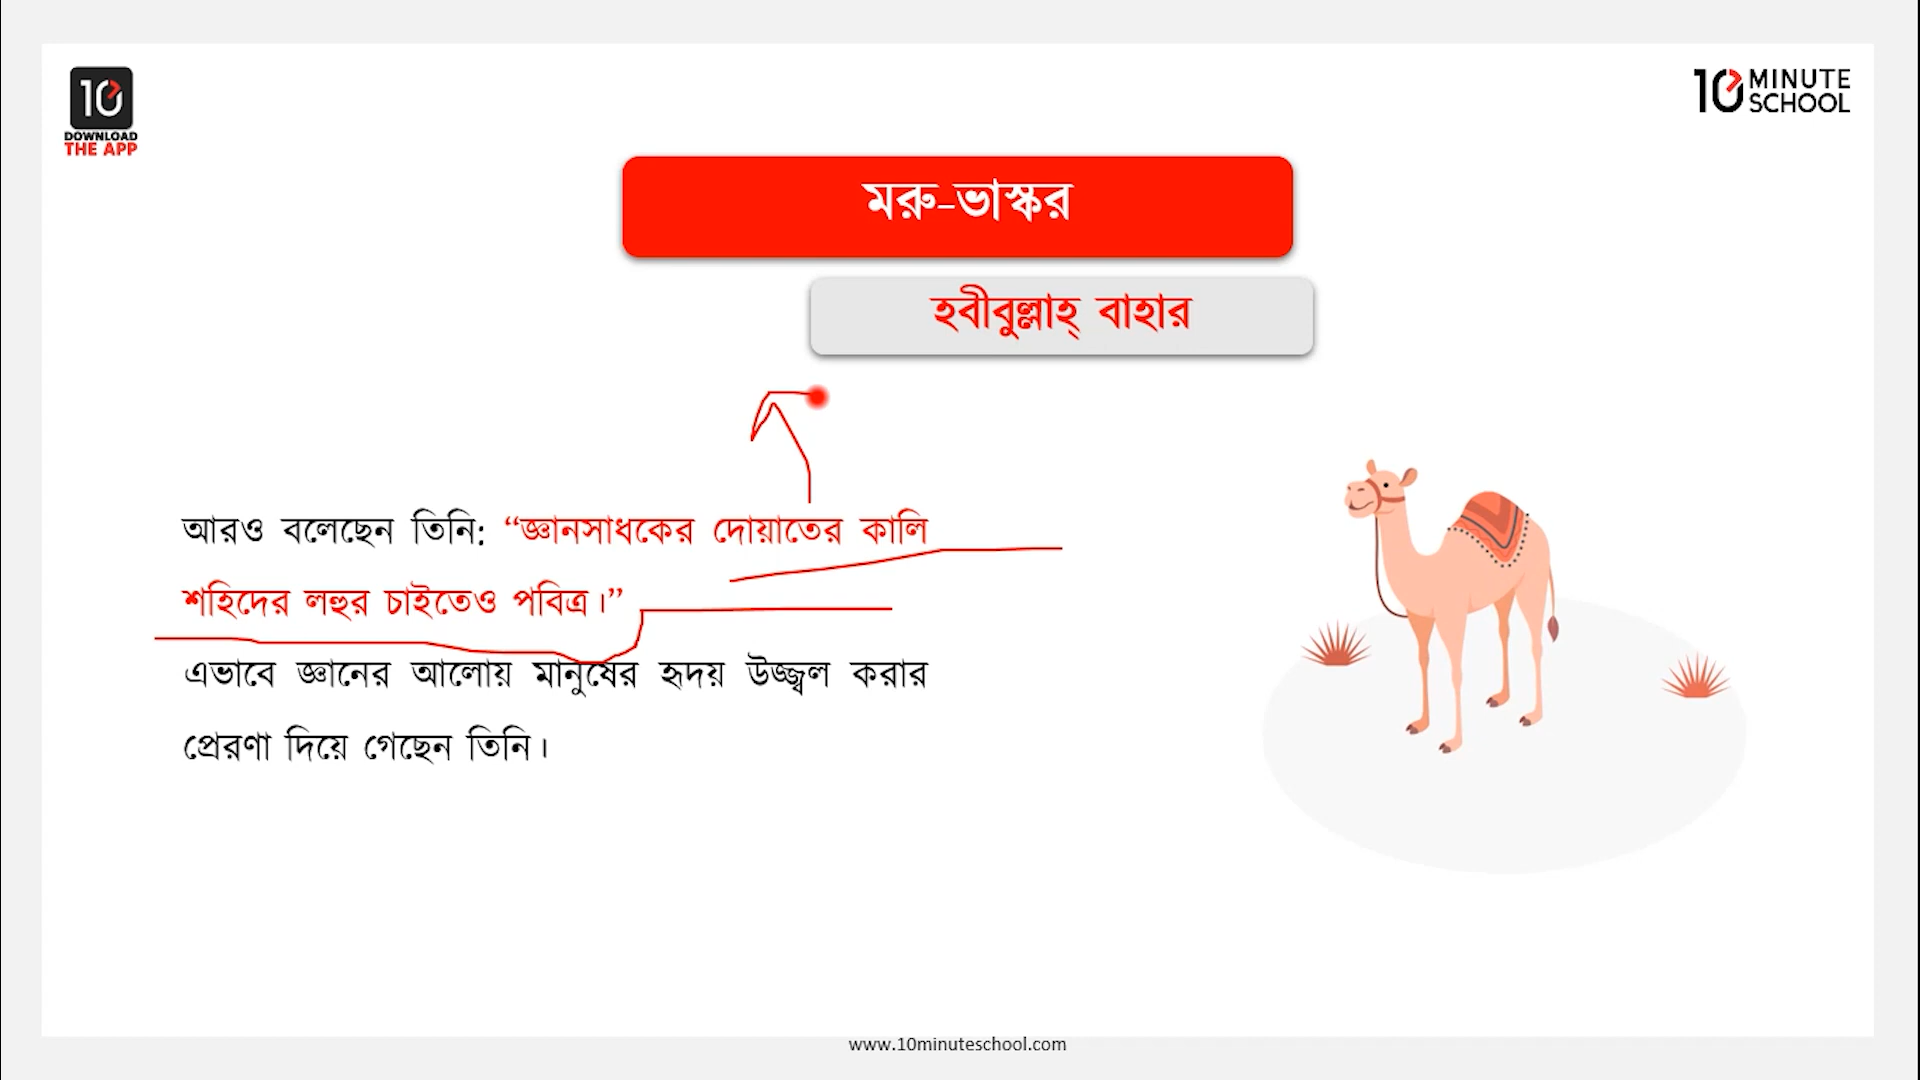 10
DOWNLOAD
THE APP
10 MINUTE
SCHOOL
মরু-ভাস্কর
হবীবুল্লাহ্ বাহার
আরও বলেছেন তিনি: “জ্ঞানসাধকের দোয়াতের কালি
শহিদের লহুর চাইতেও পবিত্র।”
এভাবে জ্ঞানের আলোয় মানুষের হৃদয় উজ্জ্বল করার
প্রেরণা দিয়ে গেছেন তিনি।
www.10minuteschool.com